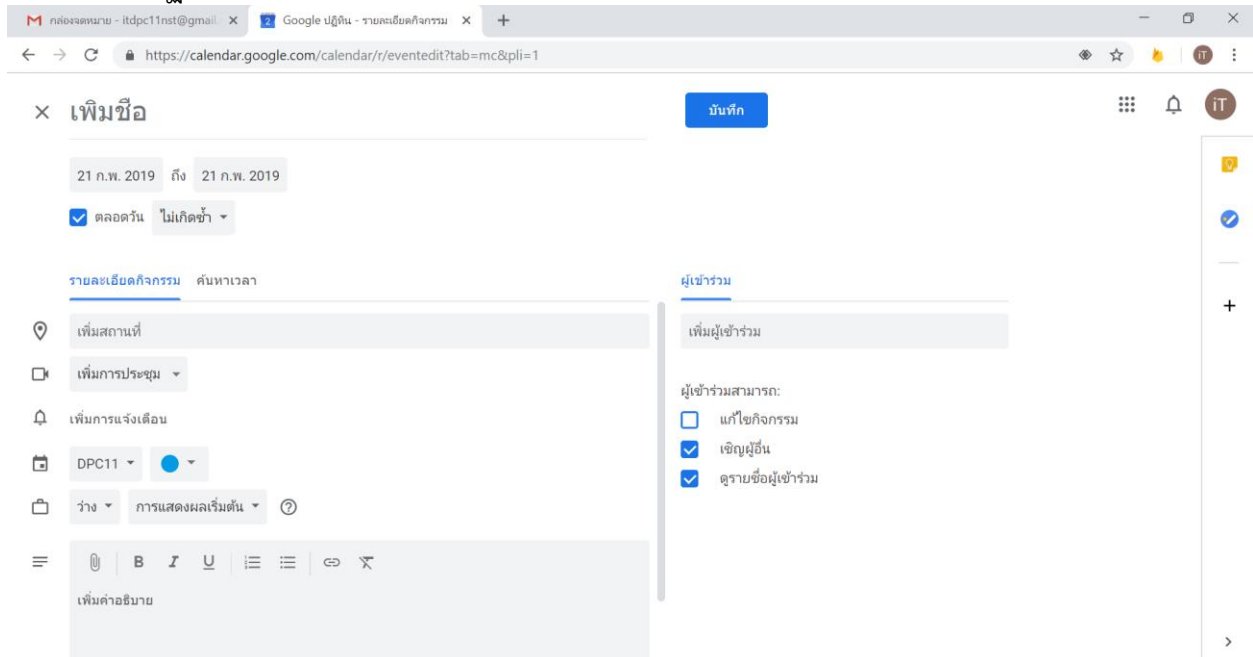 กล่องจดหมาย - itdpc11nst@gmail
Google ปฏิทิน - รายละเอียดกิจกรรม
https://calendar.google.com/calendar/r/eventedit?tab=mc&pli=1
iT
เพิ่มชื่อ
บันทึก
iT
21 ก.พ. 2019 ถึง 21 ก.พ. 2019
ตลอดวัน ไม่เกิดซ้ำ
รายละเอียดกิจกรรม ค้นหาเวลา
ผู้เข้าร่วม
เพิ่มสถานที่
เพิ่มผู้เข้าร่วม
เพิ่มการประชุม
ผู้เข้าร่วมสามารถ:
เพิ่มการแจ้งเตือน
แก้ไขกิจกรรม
DPC11
เชิญผู้อื่น
ดูรายชื่อผู้เข้าร่วม
ว่าง การแสดงผลเริ่มต้น
B I U
เพิ่มคำอธิบาย